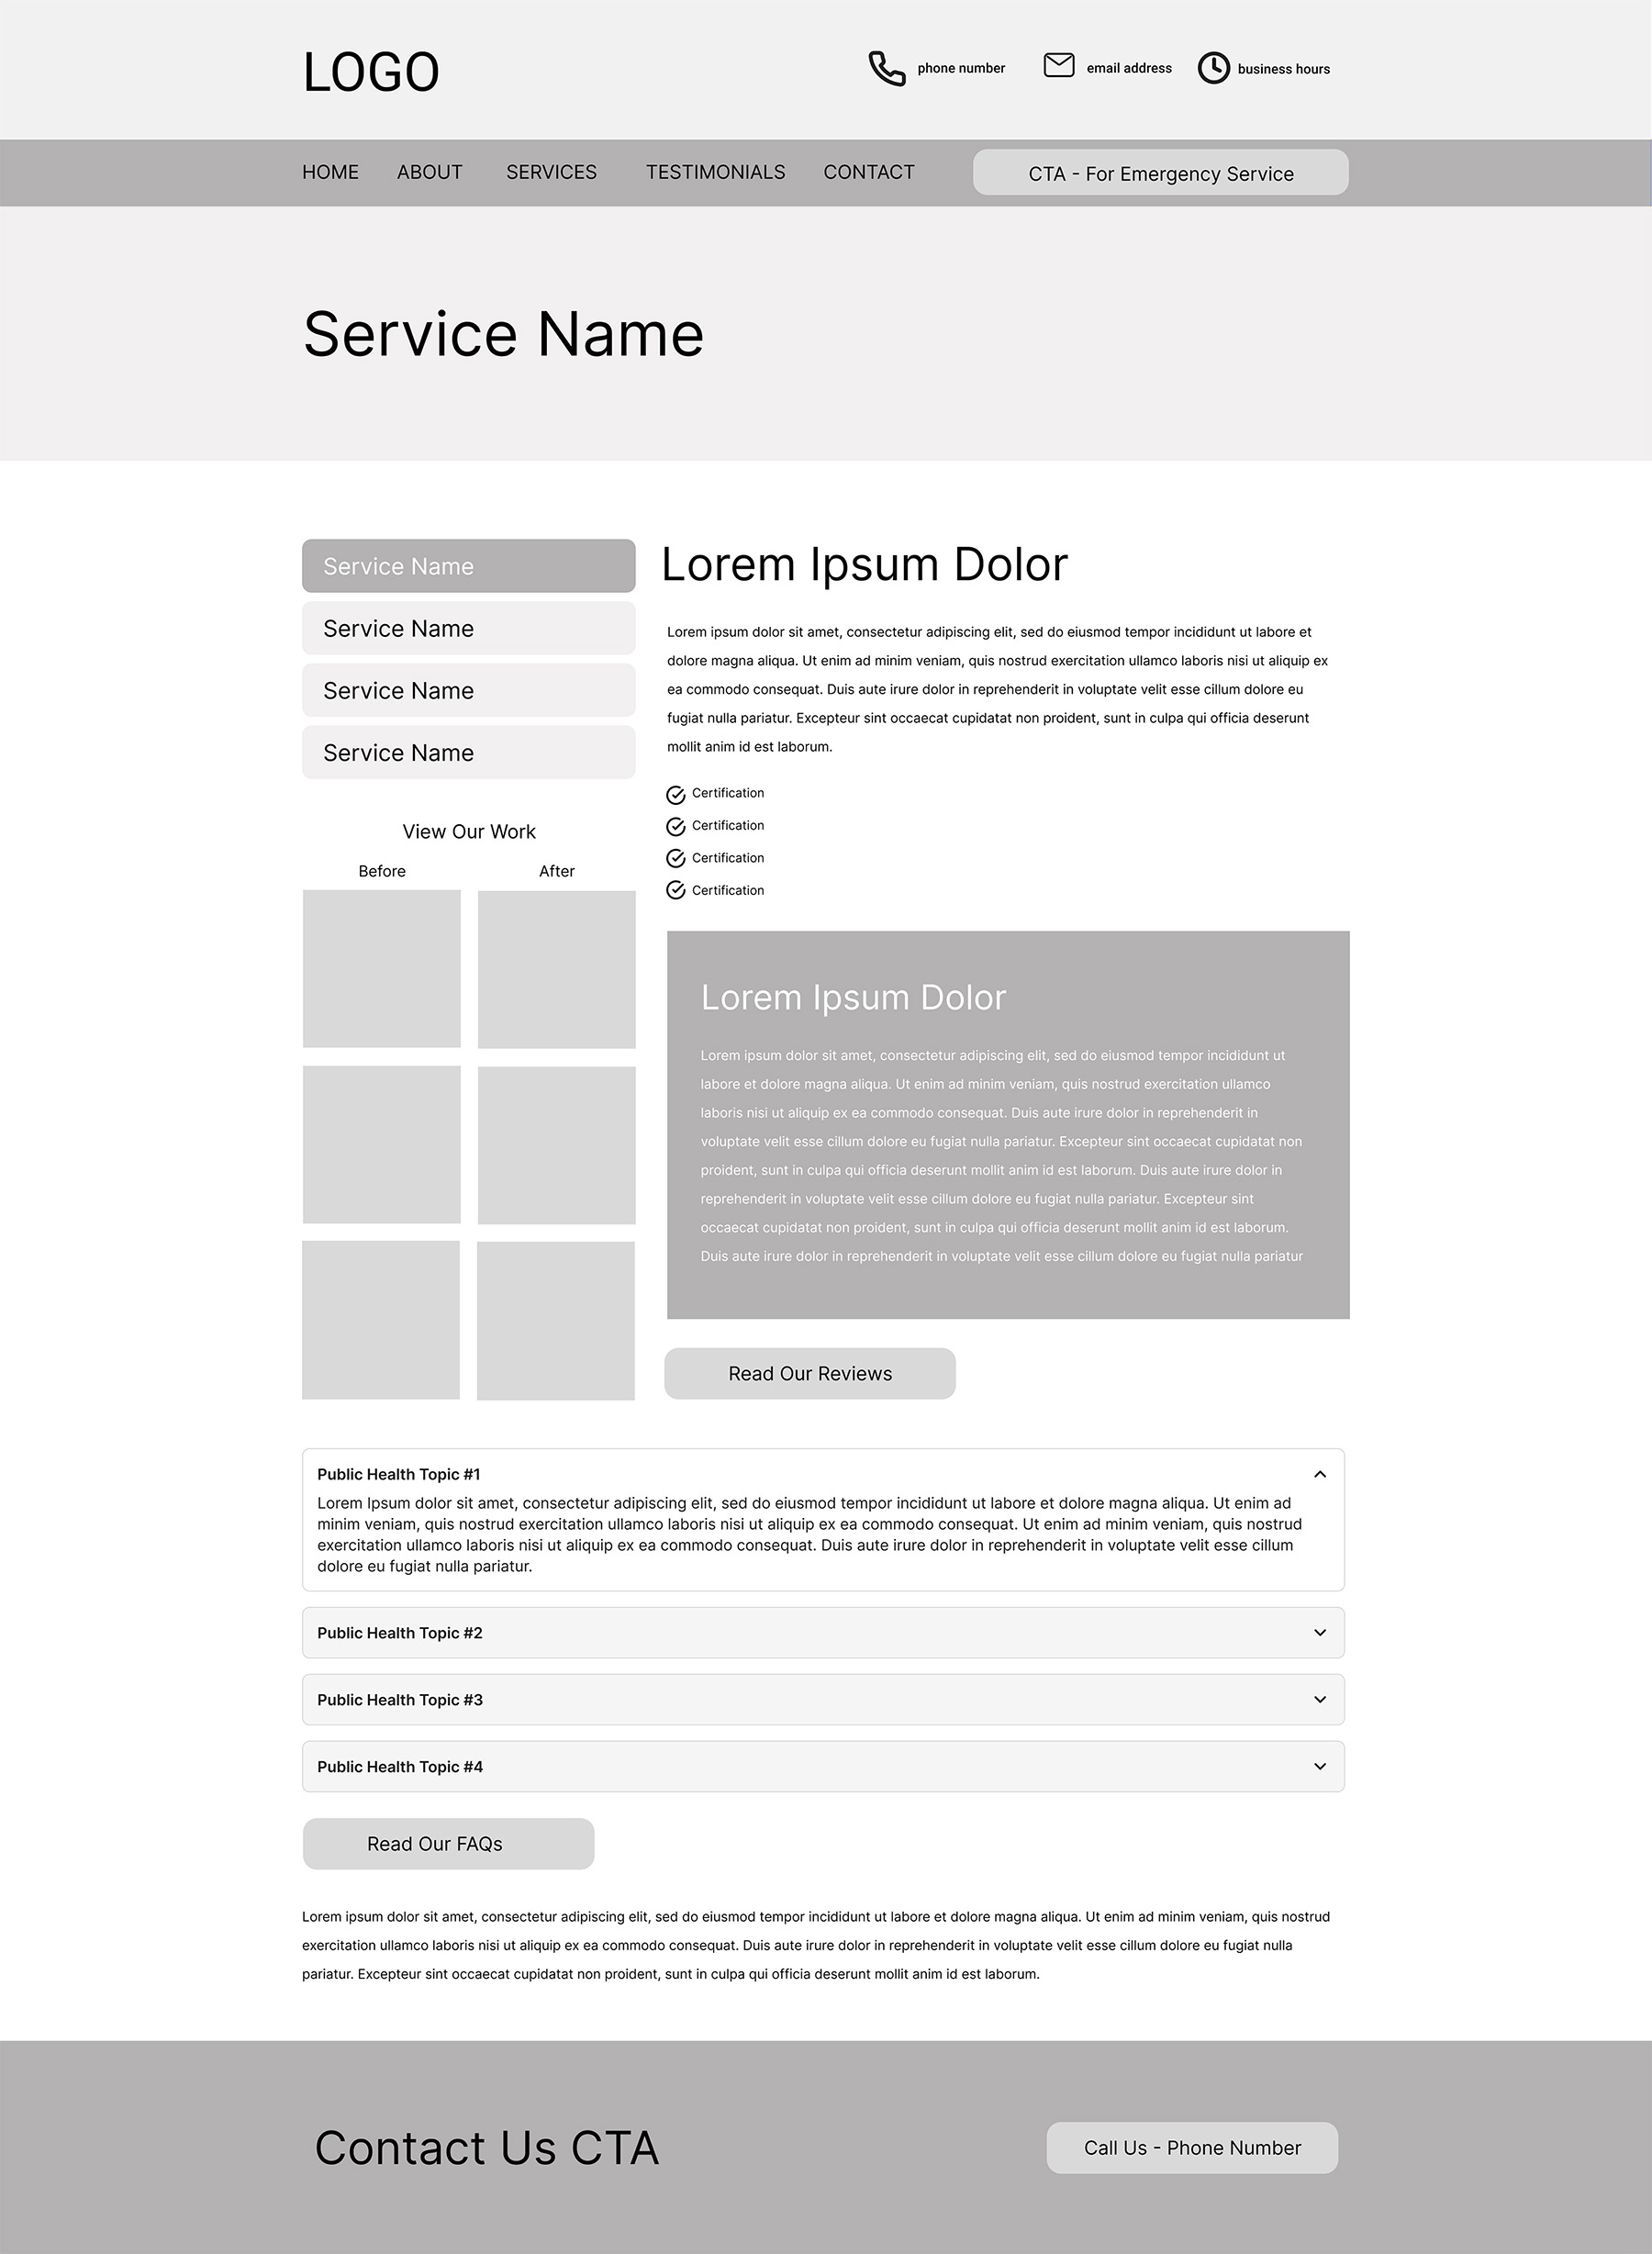 LOGO
phone number
email address
business hours
HOME
ABOUT
SERVICES
TESTIMONIALS
CONTACT
CTA - For Emergency Service
Service Name
Service Name
Service Name
Service Name
Service Name
View Our Work
Before
After
Lorem Ipsum Dolor
Lorem ipsum dolor sit amet, consectetur adipiscing elit, sed do eiusmod tempor incididunt ut labore et
dolore magna aliqua. Ut enim ad minim veniam, quis nostrud exercitation ullamco laboris nisi ut aliquip ex
ea commodo consequat. Duis aute irure dolor in reprehenderit in voluptate velit esse cillum dolore eu
fugiat nulla pariatur. Excepteur sint occaecat cupidatat non proident, sunt in culpa qui officia deserunt
mollit anim id est laborum.
Certification
Certification
Certification
Certification
Lorem Ipsum Dolor
Lorem ipsum dolor sit amet, consectetur adipiscing elit, sed do eiusmod tempor incididunt ut
labore et dolore magna aliqua. Ut enim ad minim veniam, quis nostrud exercitation ullamco
laboris nisi ut aliquip ex ea commodo consequat. Duis aute irure dolor in reprehenderit in
voluptate velit esse cillum dolore eu fugiat nulla pariatur. Excepteur sint occaecat cupidatat non
proident, sunt in culpa qui officia deserunt mollit anim id est laborum. Duis aute irure dolor in
reprehenderit in voluptate velit esse cillum dolore eu fugiat nulla pariatur. Excepteur sint
occaecat cupidatat non proident, sunt in culpa qui officia deserunt mollit anim id est laborum.
Duis aute irure dolor in reprehenderit in voluptate velit esse cillum dolore eu fugiat nulla pariatur
Read Our Reviews
Public Health Topic #1
Lorem Ipsum dolor sit amet, consectetur adipiscing elit, sed do eiusmod tempor incididunt ut labore et dolore magna aliqua. Ut enim ad
minim veniam, quis nostrud exercitation ullamco laboris nisi ut aliquip ex ea commodo consequat. Ut enim ad minim veniam, quis nostrud
exercitation ullamco laboris nisi ut aliquip ex ea commodo consequat. Duis aute irure dolor in reprehenderit in voluptate velit esse cillum
dolore eu fugiat nulla pariatur.
Public Health Topic #2
Public Health Topic #3
Public Health Topic #4
Read Our FAQs
Lorem ipsum dolor sit amet, consectetur adipiscing elit, sed do eiusmod tempor incididunt ut labore et dolore magna aliqua. Ut enim ad minim veniam, quis nostrud
exercitation ullamco laboris nisi ut aliquip ex ea commodo consequat. Duis aute irure dolor in reprehenderit in voluptate velit esse cillum dolore eu fugiat nulla
pariatur. Excepteur sint occaecat cupidatat non proident, sunt in culpa qui officia deserunt mollit anim id est laborum.
Contact Us CTA
Call Us - Phone Number